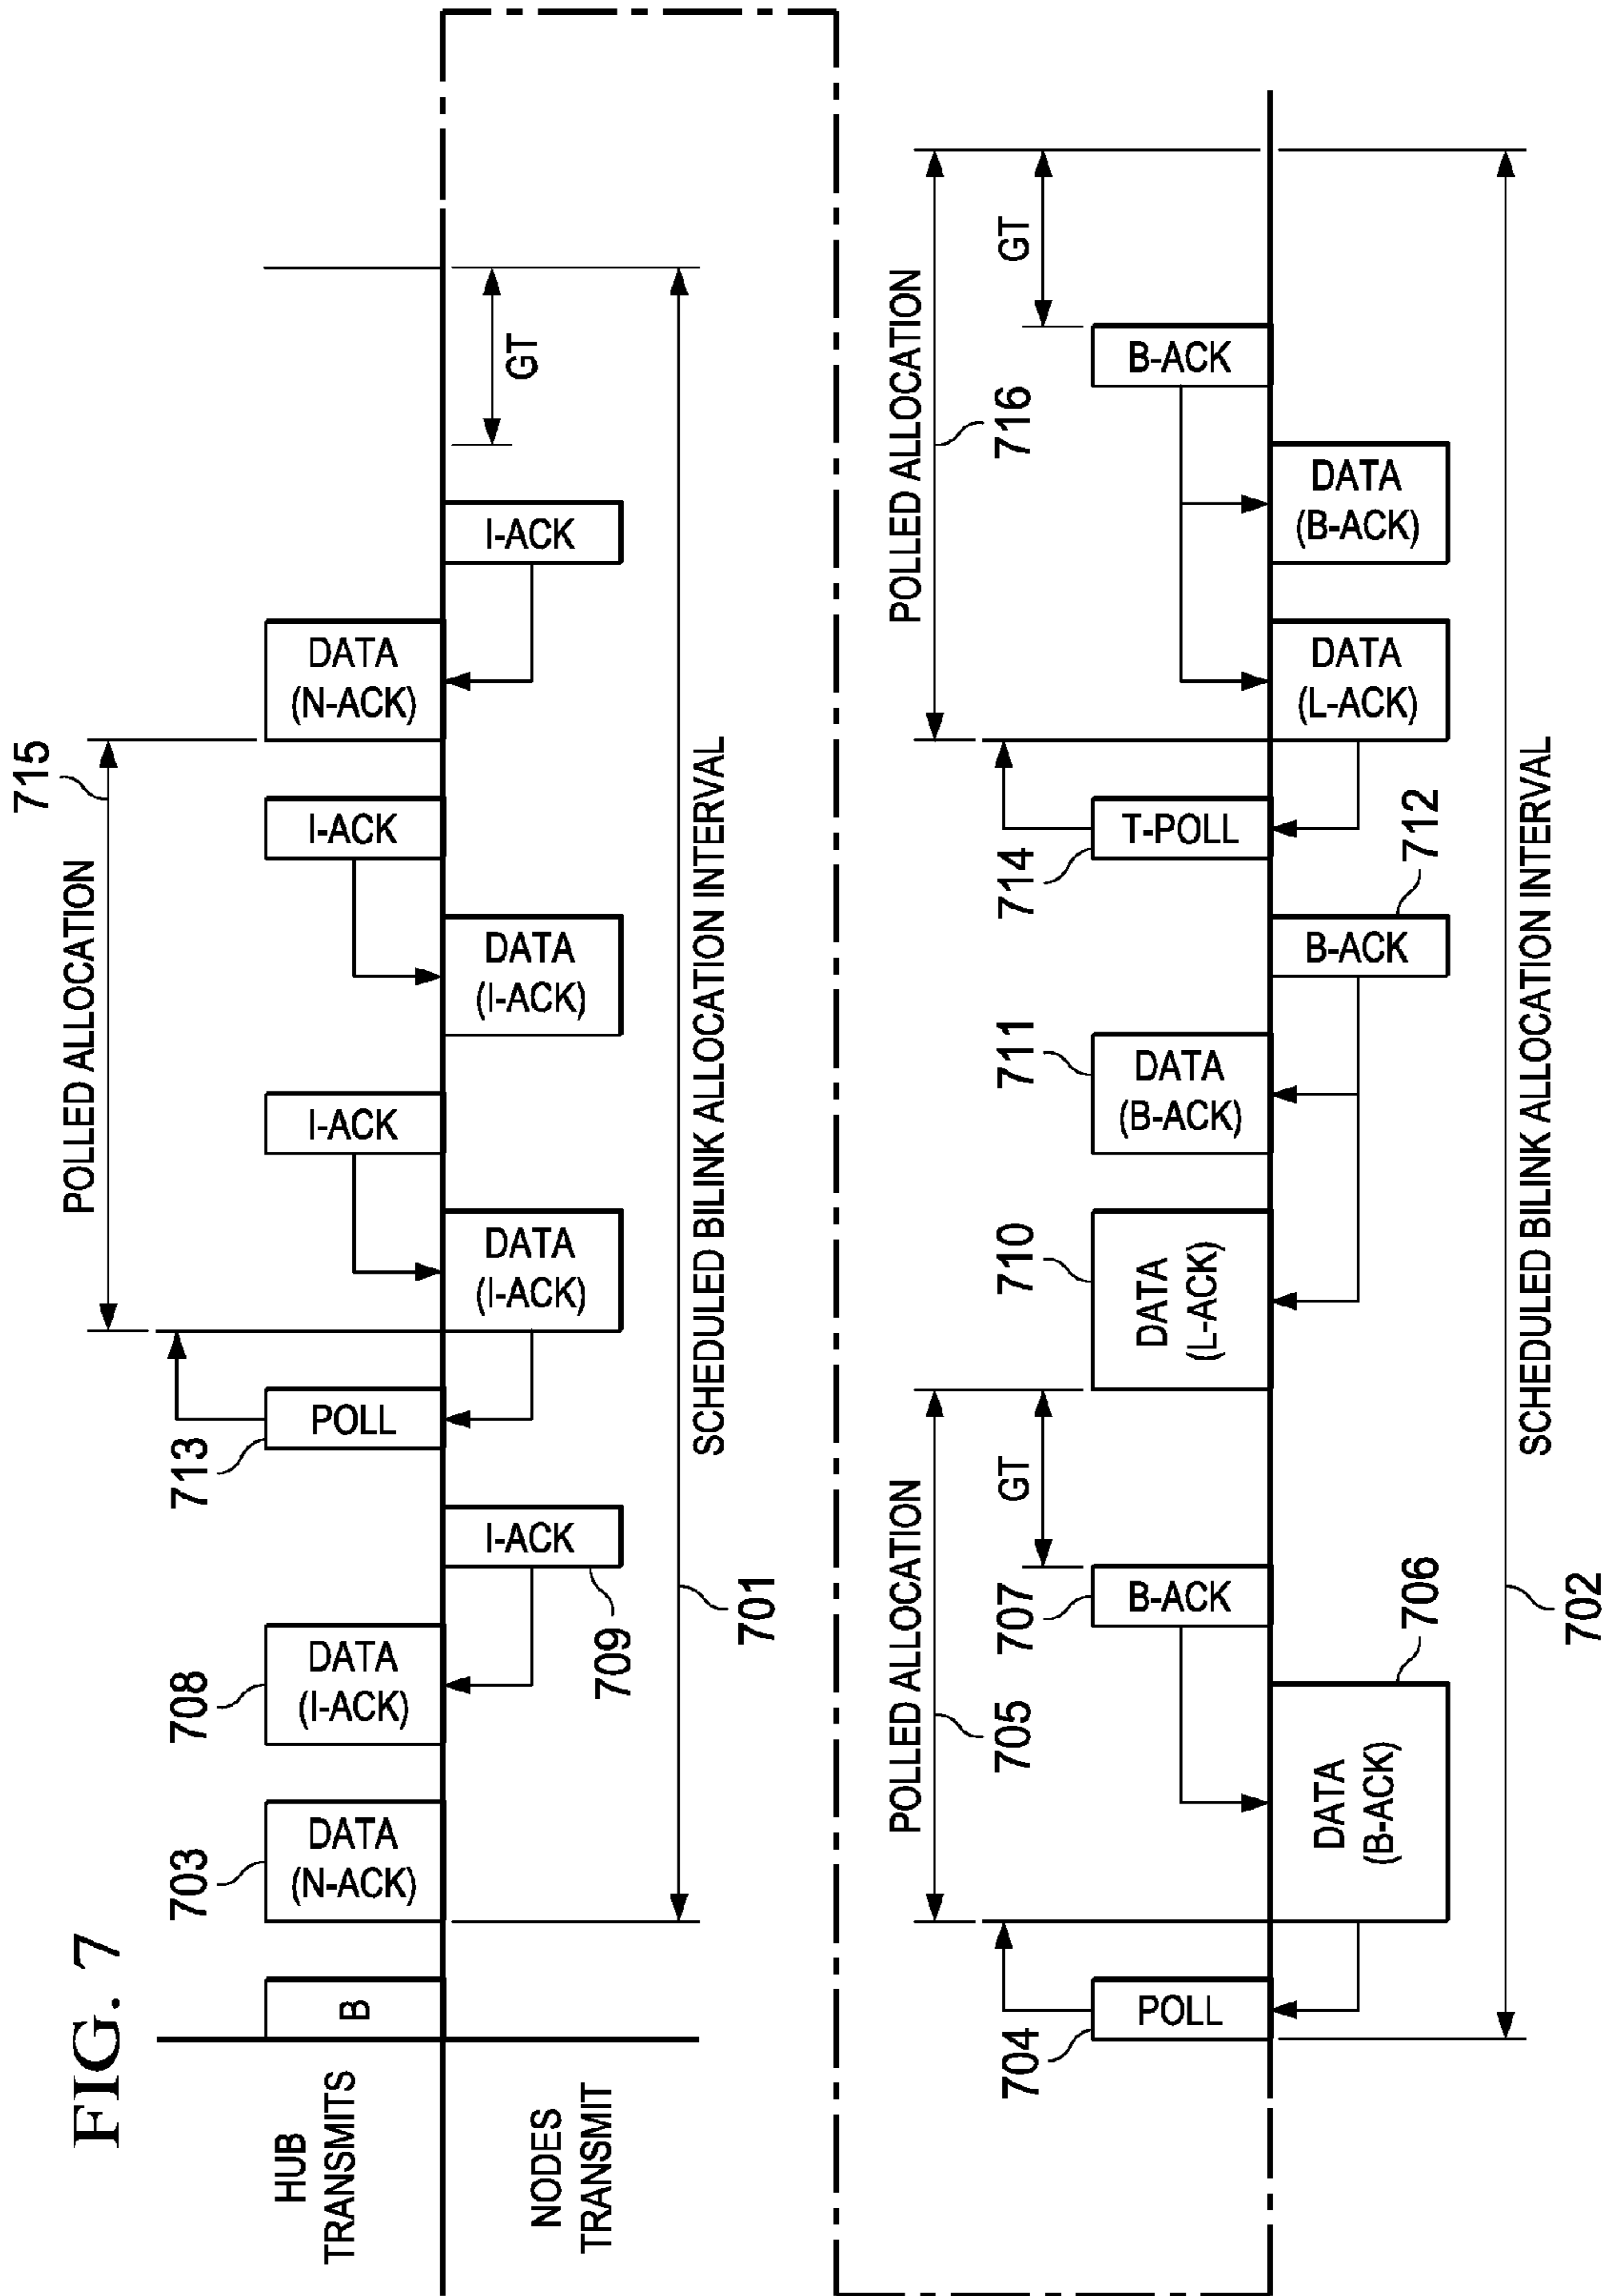 FIG. 7
HUB
TRANSMITS
NODES
TRANSMIT
B
703
DATA
(N-ACK)
708
DATA
(I-ACK)
I-ACK
709
713
POLL
POLLED ALLOCATION
715
DATA
(I-ACK)
I-ACK
DATA
(I-ACK)
I-ACK
DATA
(N-ACK)
I-ACK
GT
701
SCHEDULED BILINK ALLOCATION INTERVAL
704
POLL
POLLED ALLOCATION
705
DATA
(B-ACK)
706
707
B-ACK
GT
710
DATA
(L-ACK)
711
DATA
(B-ACK)
B-ACK
712
714
T-POLL
POLLED ALLOCATION
716
DATA
(L-ACK)
DATA
(B-ACK)
B-ACK
GT
702
SCHEDULED BILINK ALLOCATION INTERVAL